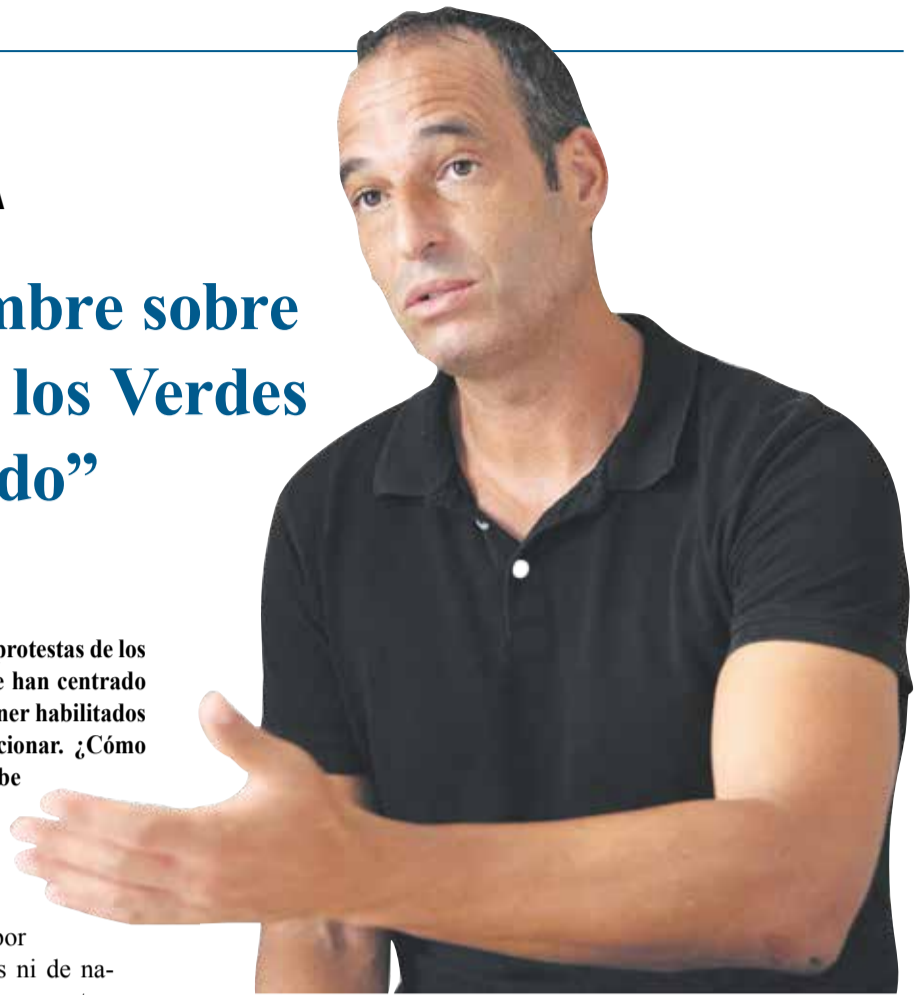 mbre sobre
los Verdes
do”
protestas de los
e han centrado
ner habilitados
cionar. ¿Cómo
be
por
s ni de na-